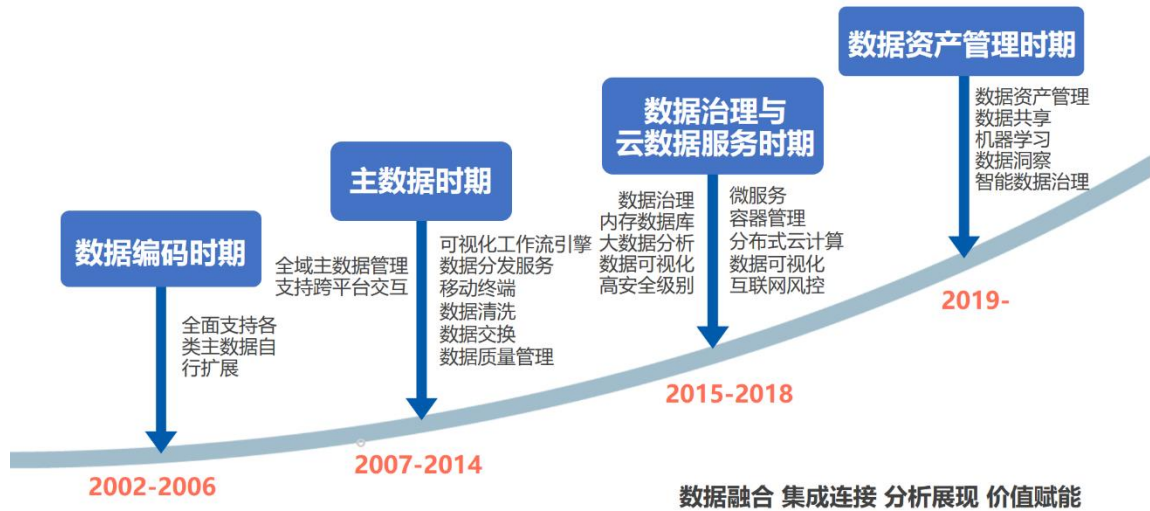 数据编码时期
全面支持各
类主数据自
行扩展
2002-2006
主数据时期
全域主数据管理
支持跨平台交互
可视化工作流引擎
数据分发服务
移动终端
数据清洗
数据交换
数据质量管理
2007-2014
数据治理与
云数据服务时期
数据治理
内存数据库
大数据分析
数据可视化
高安全级别
微服务
容器管理
分布式云计算
数据可视化
互联网风控
2015-2018
数据资产管理时期
数据资产管理
数据共享
机器学习
数据洞察
智能数据治理
2019-
数据融合 集成连接 分析展现 价值赋能